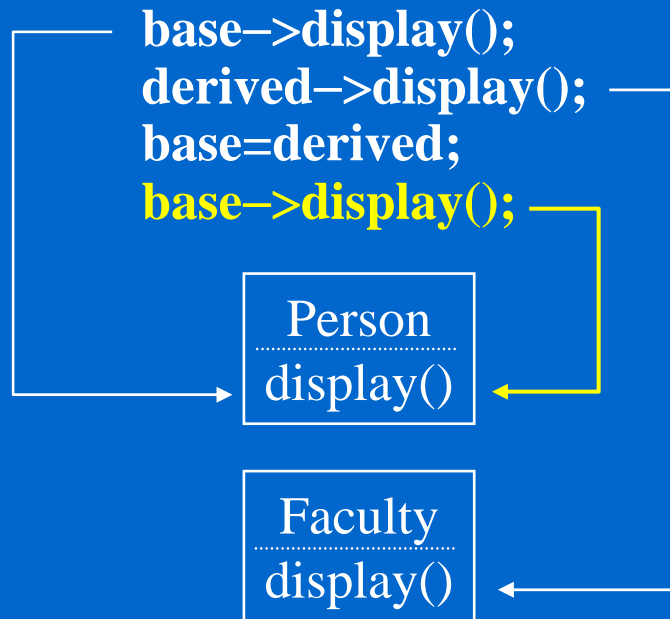 base–>display();
derived–>display();
base=derived;
base–>display();
Person
display()
Faculty
display()